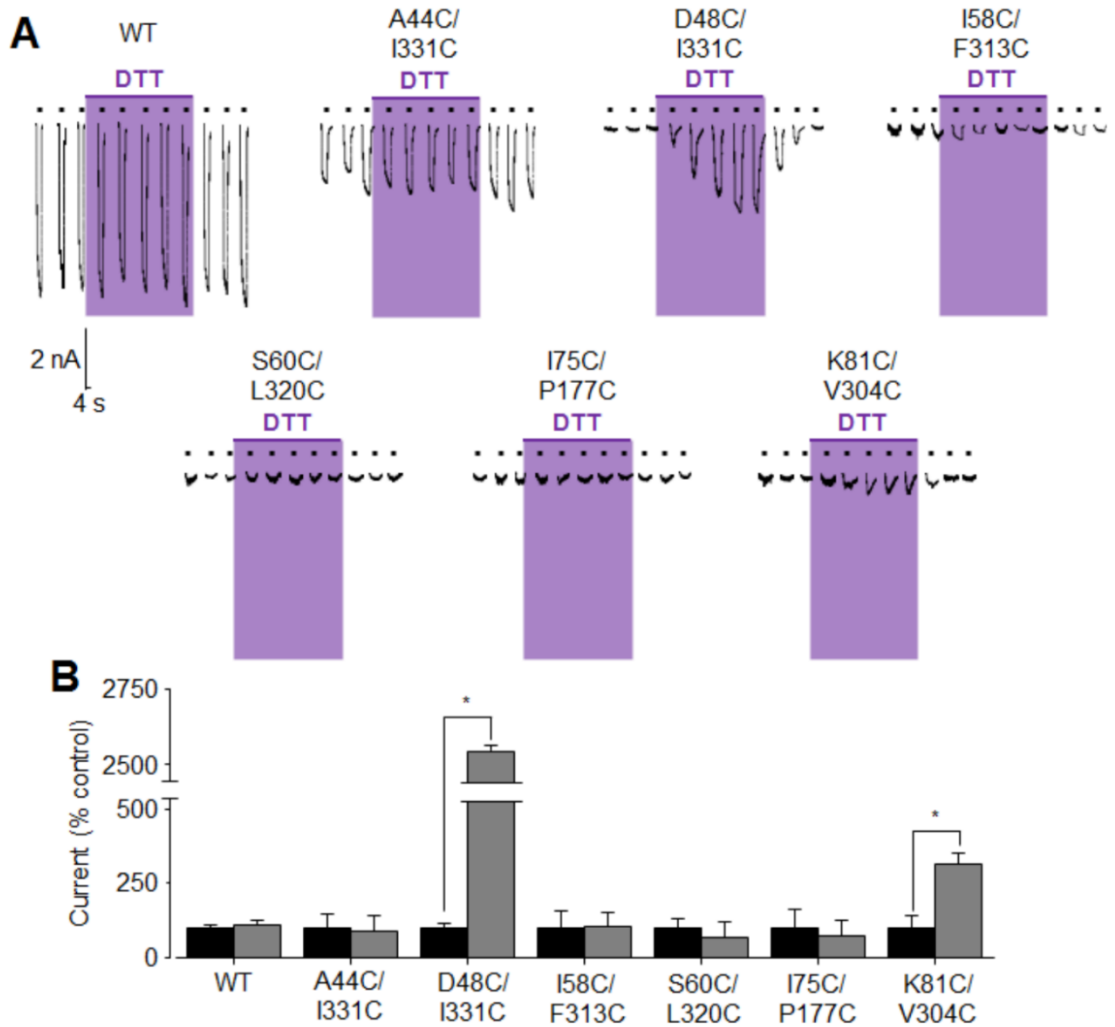 A
WT
A44C/
I331C
D48C/
I331C
I58C/
F313C
DTT
DTT
DTT
DTT
2 nA
4 s
S60C/
L320C
I75C/
P177C
K81C/
V304C
DTT
DTT
DTT
B
Current (% control)
2750
2500
500
250
0
*
*
WT
A44C/
I331C
D48C/
I331C
I58C/
F313C
S60C/
L320C
I75C/
P177C
K81C/
V304C